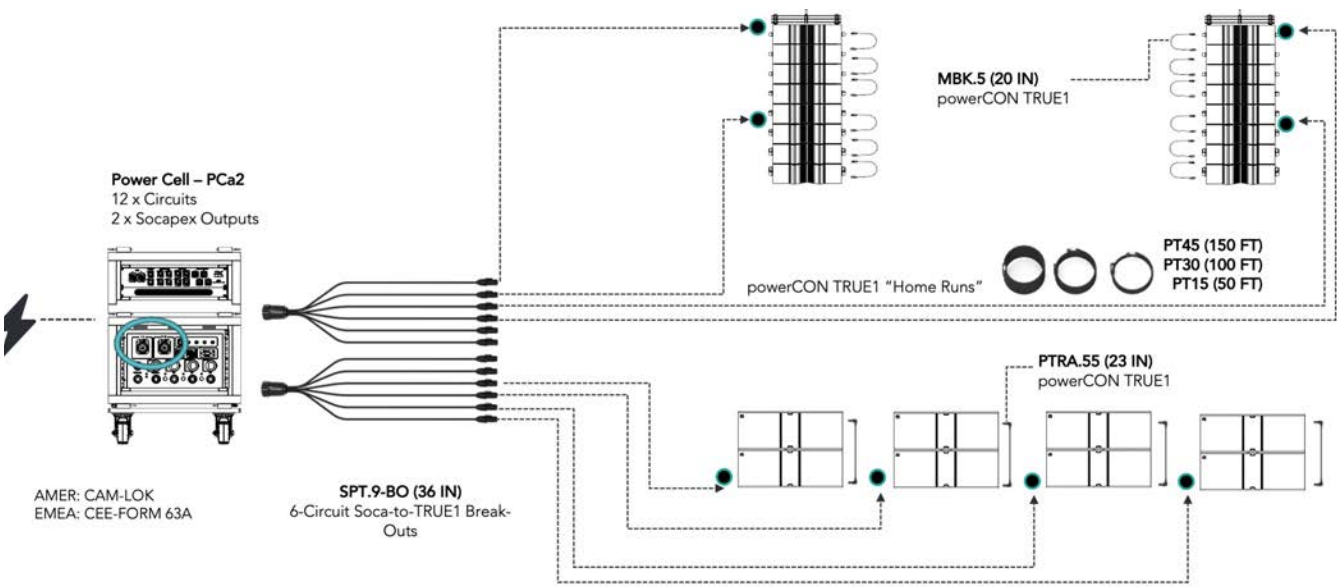 MBK.5 (20 IN)
powerCON TRUE1
Power Cell – PCa2
12 x Circuits
2 x Socapex Outputs
PT45 (150 FT)
PT30 (100 FT)
PT15 (50 FT)
powerCON TRUE1 "Home Runs"
PTRA.55 (23 IN)
powerCON TRUE1
AMER: CAM-LOK
EMEA: CEE-FORM 63A
SPT.9-BO (36 IN)
6-Circuit Soca-to-TRUE1 Break-
Outs